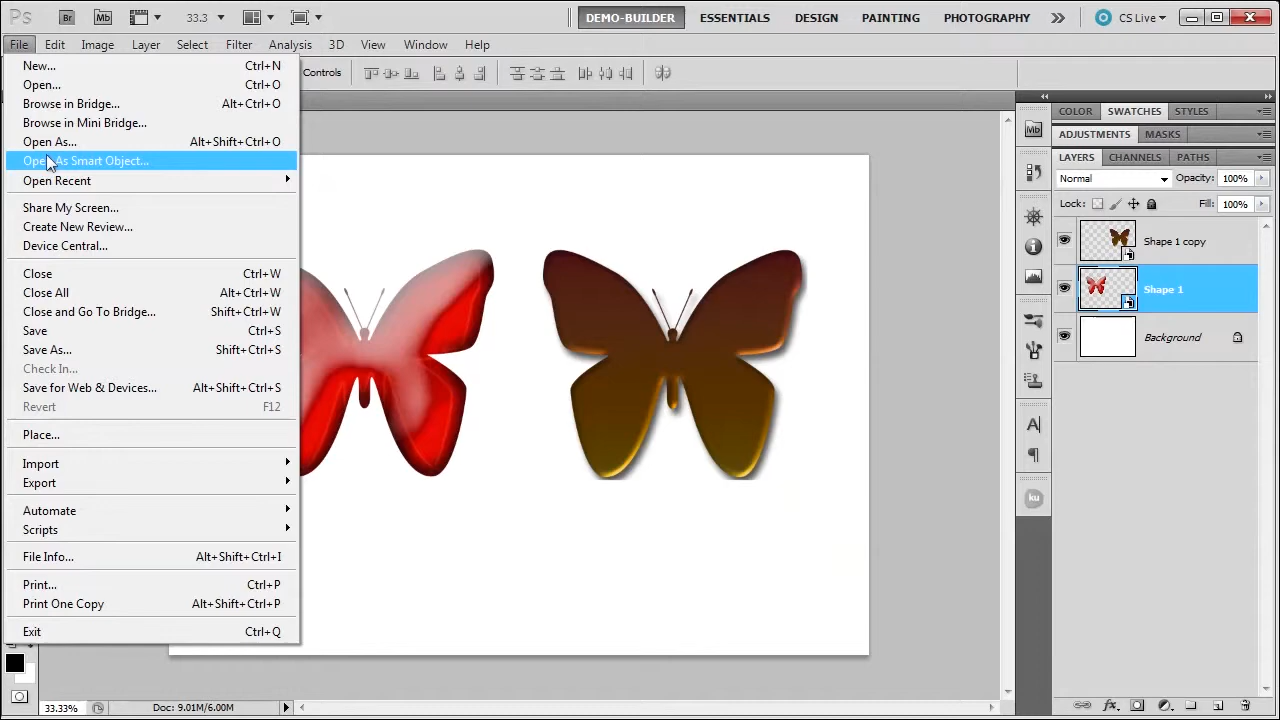 Ps Br Mb 33.3 DEMO-BUILDER ESSENTIALS DESIGN PAINTING PHOTOGRAPHY CS Live
File Edit Image Layer Select Filter Analysis 3D View Window Help
Controls
New... Ctrl+N
Open... Ctrl+O
Browse in Bridge... Alt+Ctrl+O
Browse in Mini Bridge...
Open As... Alt+Shift+Ctrl+O
Open As Smart Object...
Open Recent
Share My Screen...
Create New Review...
Device Central...
Close Ctrl+W
Close All Alt+Ctrl+W
Close and Go To Bridge... Shift+Ctrl+W
Save Ctrl+S
Save As... Shift+Ctrl+S
Check In...
Save for Web & Devices... Alt+Shift+Ctrl+S
Revert F12
Place...
Import
Export
Automate
Scripts
File Info... Alt+Shift+Ctrl+I
Print... Ctrl+P
Print One Copy Alt+Shift+Ctrl+P
Exit Ctrl+Q
Mb
A
ku
COLOR SWATCHES STYLES
ADJUSTMENTS MASKS
LAYERS CHANNELS PATHS
Normal Opacity: 100%
Lock: Fill: 100%
Shape 1 copy
Shape 1
Background
fx
33.33% Doc: 9.01M/6.00M